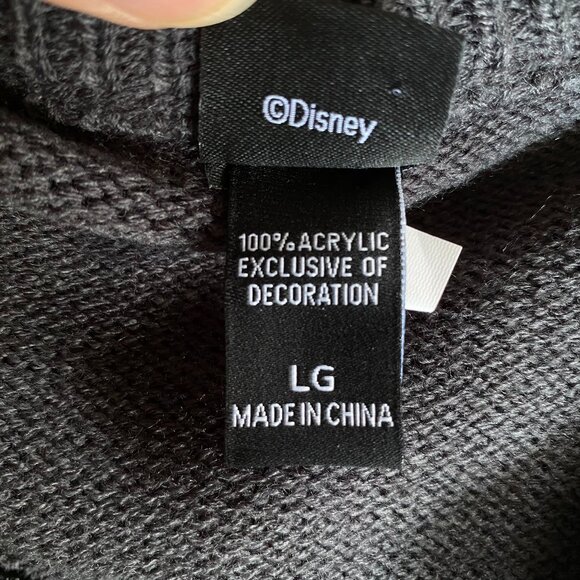 ©Disney
100% ACRYLIC
EXCLUSIVE OF
DECORATION
LG
MADE IN CHINA